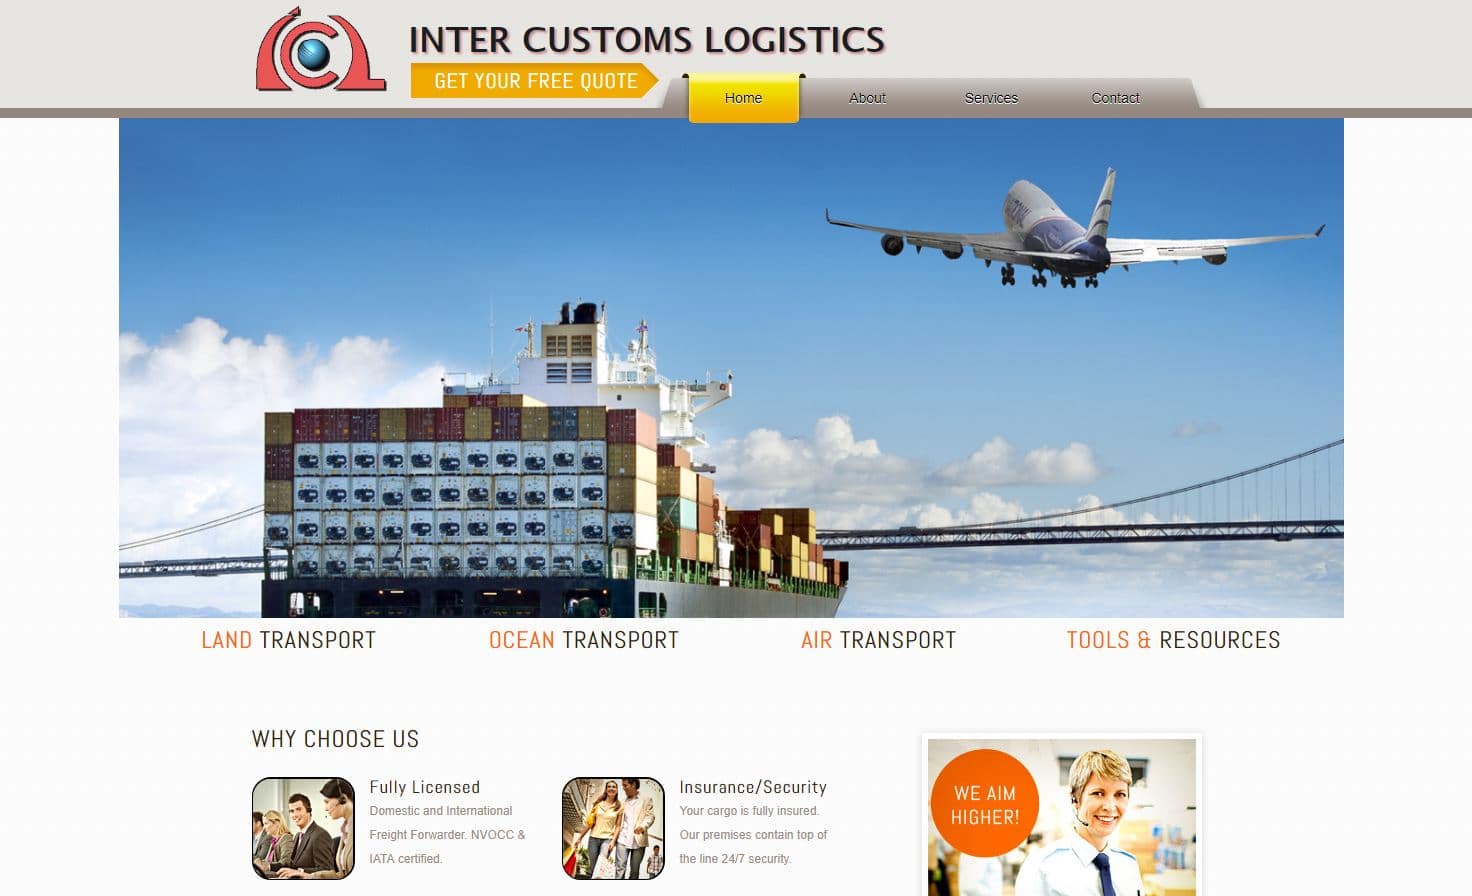 ICL
INTER CUSTOMS LOGISTICS
GET YOUR FREE QUOTE
Home About Services Contact
LAND TRANSPORT OCEAN TRANSPORT AIR TRANSPORT TOOLS & RESOURCES
WHY CHOOSE US
Fully Licensed
Domestic and International
Freight Forwarder. NVOCC &
IATA certified.
Insurance/Security
Your cargo is fully insured.
Our premises contain top of
the line 24/7 security.
WE AIM
HIGHER!